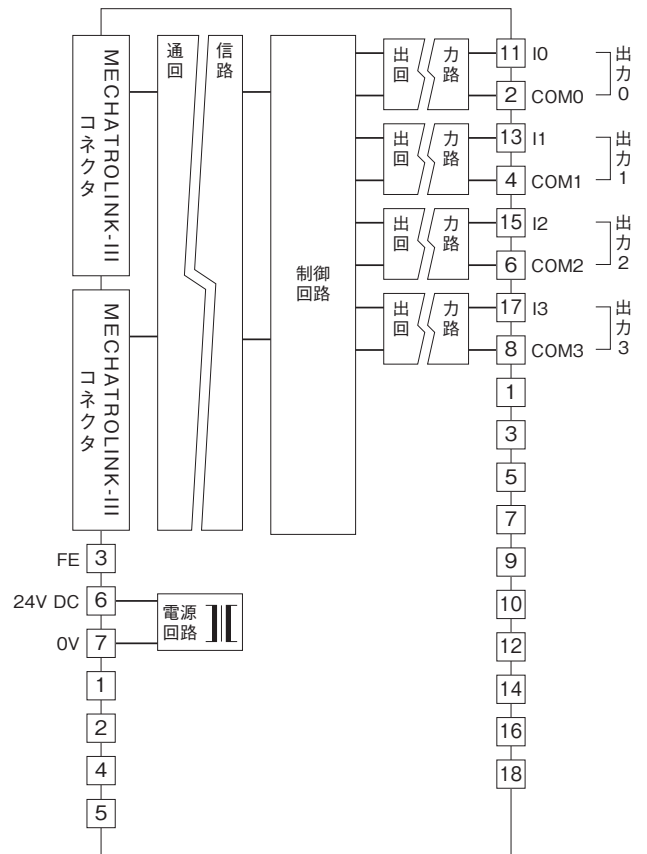 MECHATROLINK-III
コネクタ
MECHATROLINK-III
コネクタ
通信
回路
制御
回路
出力
回路
11 I0
2 COM0
出力0
出力
回路
13 I1
4 COM1
出力1
出力
回路
15 I2
6 COM2
出力2
出力
回路
17 I3
8 COM3
出力3
1
3
5
7
9
10
12
14
16
18
FE 3
24V DC 6
0V 7
電源
回路
1
2
4
5